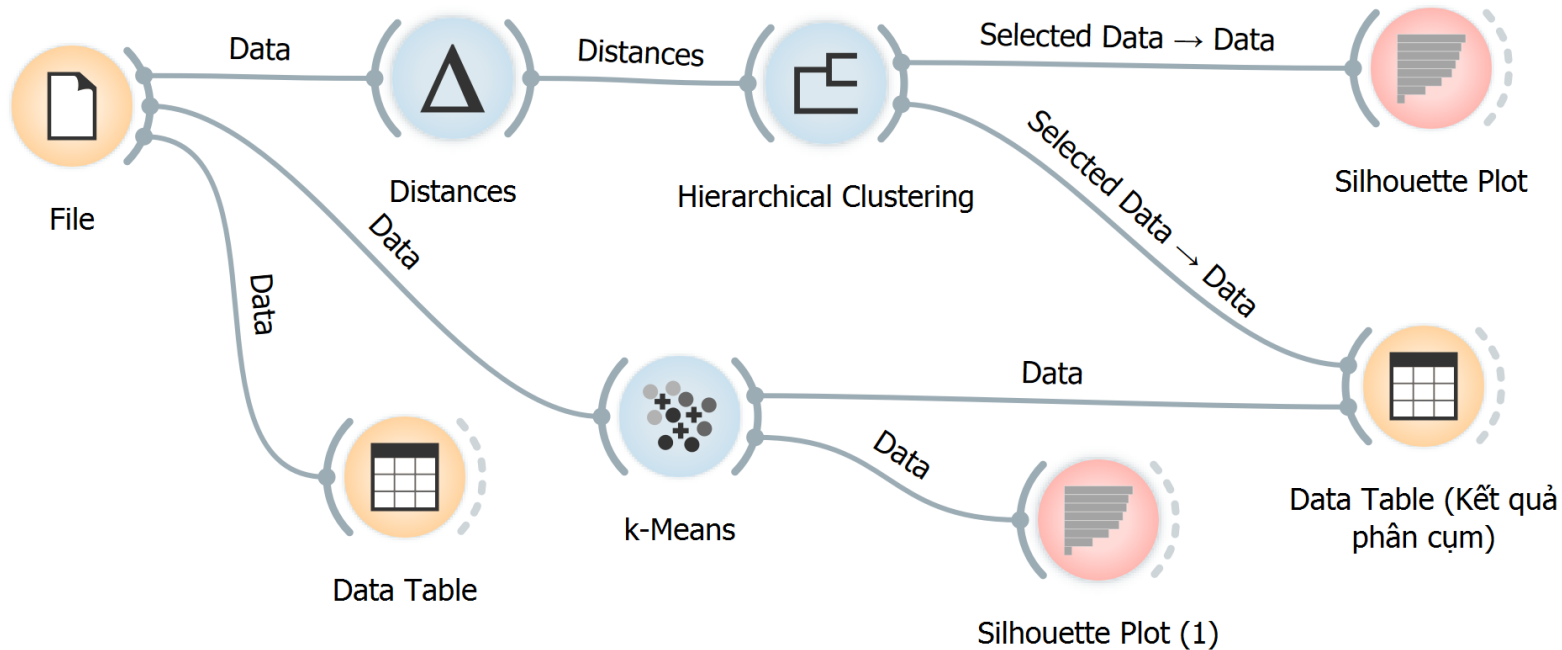 Data
Distances
Selected Data → Data
File
Distances
Hierarchical Clustering
Silhouette Plot
Data
Selected Data → Data
Data
Data
Data
Data Table
k-Means
Silhouette Plot (1)
Data Table (Kết quả
phân cụm)